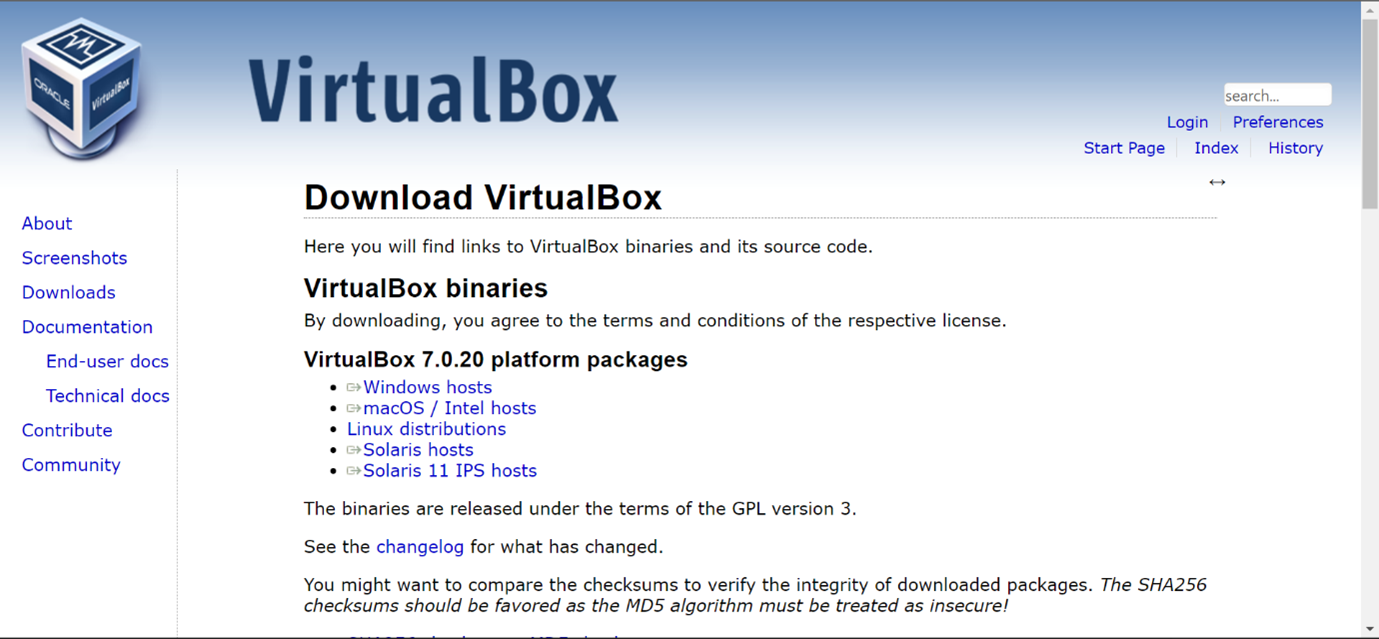 ORACLE
VirtualBox
VirtualBox
search...
Login
Preferences
Start Page
Index
History
About
Screenshots
Downloads
Documentation
End-user docs
Technical docs
Contribute
Community
Download VirtualBox
Here you will find links to VirtualBox binaries and its source code.
VirtualBox binaries
By downloading, you agree to the terms and conditions of the respective license.
VirtualBox 7.0.20 platform packages
Windows hosts
macOS / Intel hosts
Linux distributions
Solaris hosts
Solaris 11 IPS hosts
The binaries are released under the terms of the GPL version 3.
See the changelog for what has changed.
You might want to compare the checksums to verify the integrity of downloaded packages. The SHA256
checksums should be favored as the MD5 algorithm must be treated as insecure!